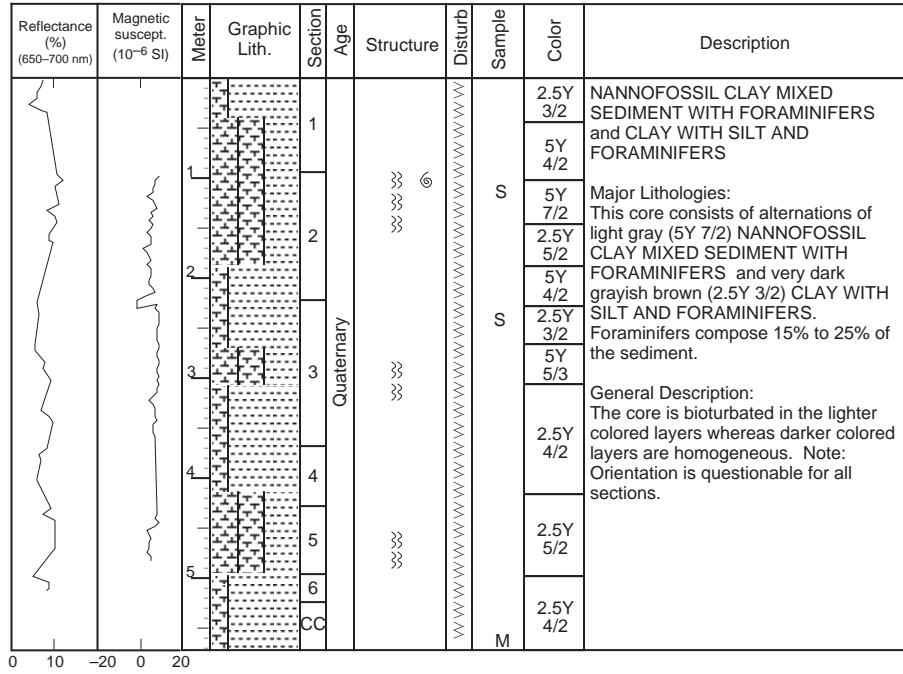 Reflectance
(%)
(650–700 nm)
Magnetic
suscept.
(10–6 SI)
Meter
Graphic
Lith.
Section
Age
Structure
Disturb
Sample
Color
Description
1
2
3
4
5
1
2
3
4
5
6
CC
Quaternary
S
S
M
2.5Y
3/2
5Y
4/2
5Y
7/2
2.5Y
5/2
5Y
4/2
2.5Y
3/2
5Y
5/3
2.5Y
4/2
2.5Y
5/2
2.5Y
4/2
NANNOFOSSIL CLAY MIXED
SEDIMENT WITH FORAMINIFERS
and CLAY WITH SILT AND
FORAMINIFERS
Major Lithologies:
This core consists of alternations of
light gray (5Y 7/2) NANNOFOSSIL
CLAY MIXED SEDIMENT WITH
FORAMINIFERS and very dark
grayish brown (2.5Y 3/2) CLAY WITH
SILT AND FORAMINIFERS.
Foraminifers compose 15% to 25% of
the sediment.
General Description:
The core is bioturbated in the lighter
colored layers whereas darker colored
layers are homogeneous. Note:
Orientation is questionable for all
sections.
0 10 –20 0 20